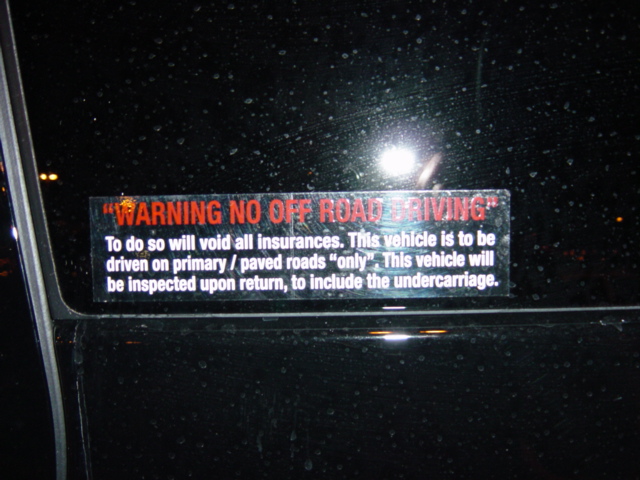 "WARNING NO OFF ROAD DRIVING"
To do so will void all insurances. This vehicle is to be
driven on primary / paved roads "only". This vehicle will
be inspected upon return, to include the undercarriage.